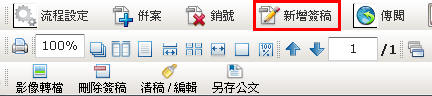 流程設定 併案 銷號 新增簽稿 傳閱
100% 100% 1 /1
影像轉檔 刪除簽稿 清稿/編輯 另存公文